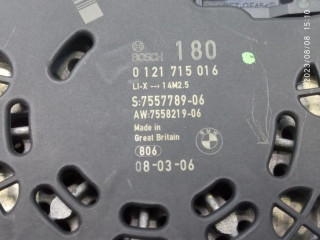 BOSCH 180
0 121 715 016
LI-X --- 14M2.5
S:7557789-06
AW:7558219-06
Made in
Great Britain
806
08-03-06
2023/08/08 15:10